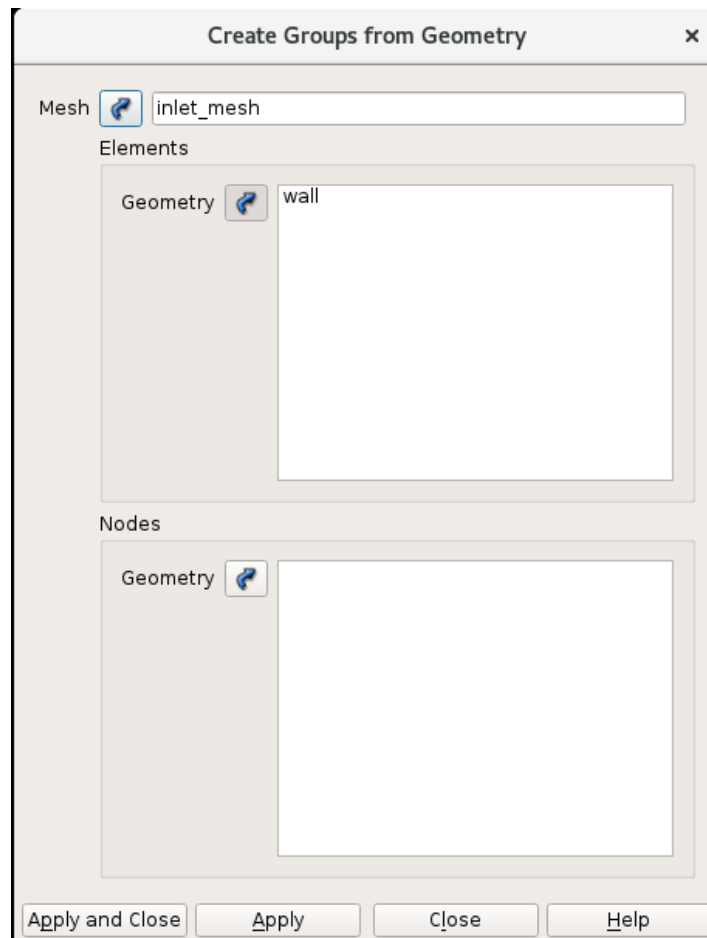 Create Groups from Geometry ×
Mesh inlet_mesh
Elements
Geometry wall
Nodes
Geometry
Apply and Close Apply Close Help